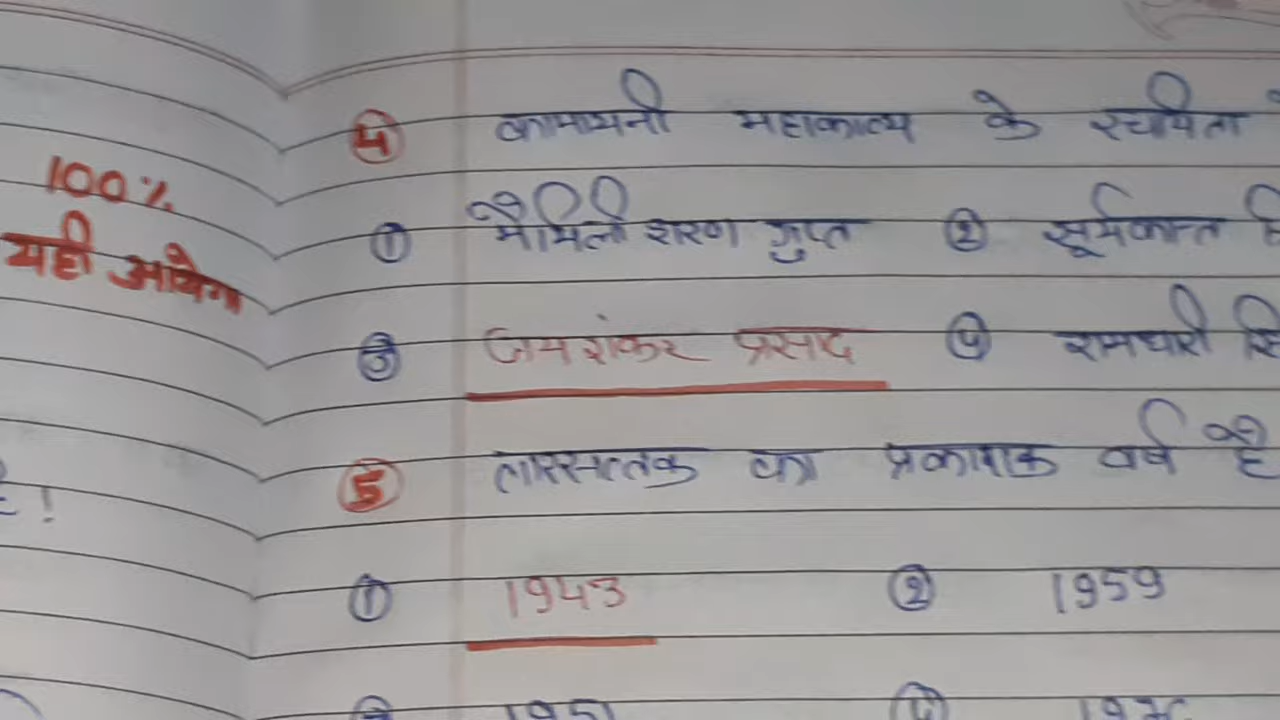 100%
यही आयेगा
है!
④ कामायनी महाकाव्य के रचयिता
① मैथिली शरण गुप्त ② सूर्यकान्त
③ जयशंकर प्रसाद ④ रामधारी सि
⑤ तारसप्तक का प्रकाशक वर्ष है
① 1943 ② 1959
1951